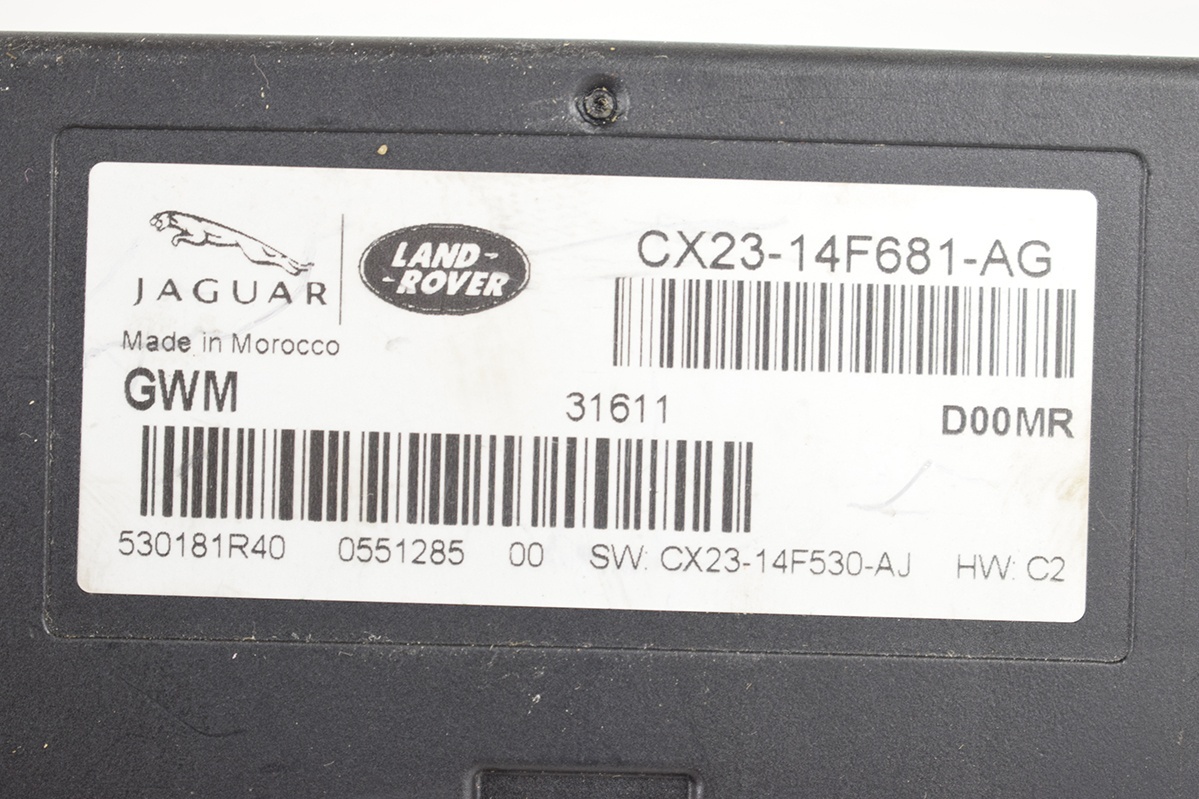 JAGUAR
LAND-
-ROVER
CX23-14F681-AG
Made in Morocco
GWM 31611 D00MR
530181R40 0551285 00 SW: CX23-14F530-AJ HW: C2